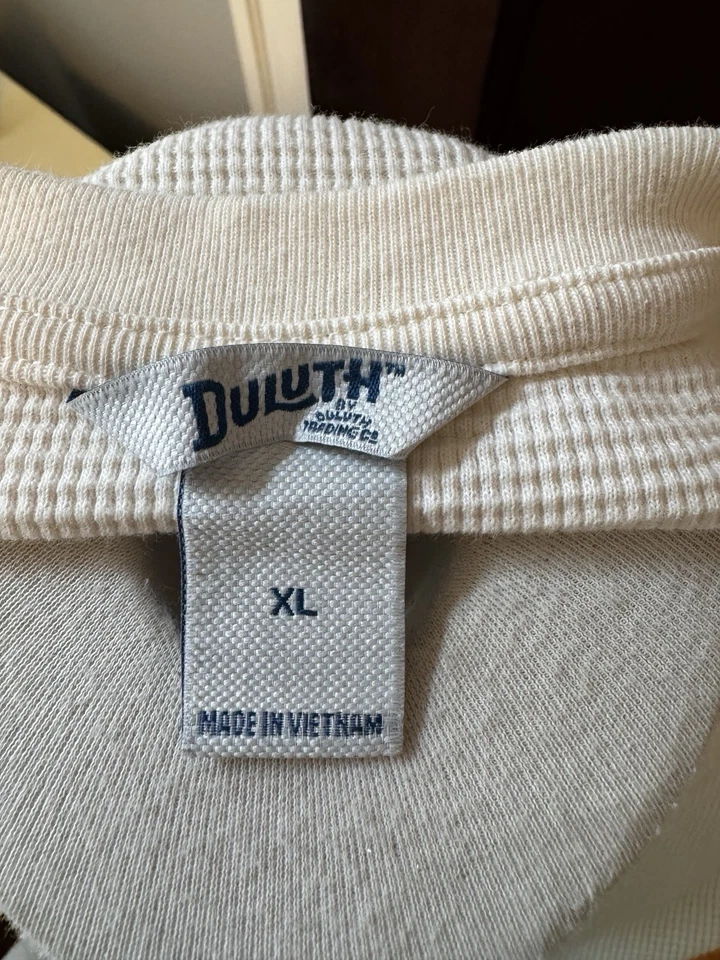 DULUTH™
BY
DULUTH
TRADING CO
XL
MADE IN VIETNAM